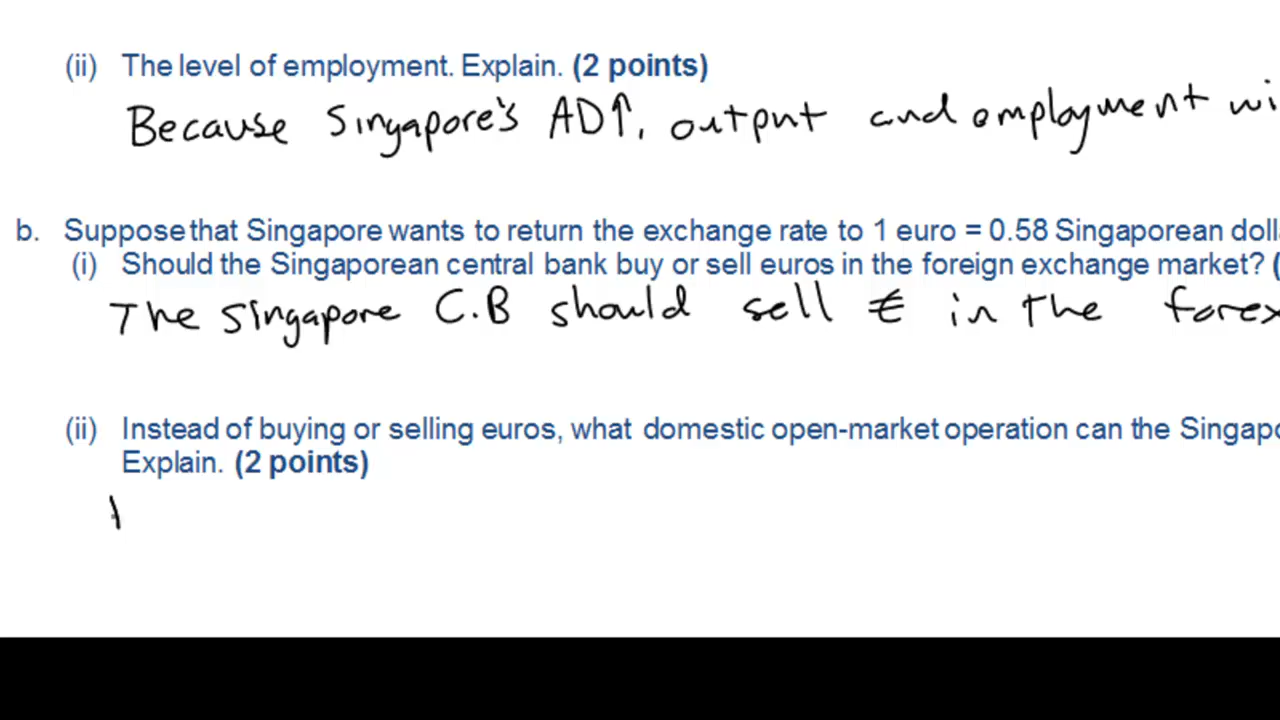 (ii) The level of employment. Explain. (2 points)
Because Singapore's AD↑, output and employment wi
b. Suppose that Singapore wants to return the exchange rate to 1 euro = 0.58 Singaporean doll
(i) Should the Singaporean central bank buy or sell euros in the foreign exchange market? (
The Singapore C.B should sell € in the forex
(ii) Instead of buying or selling euros, what domestic open-market operation can the Singap
Explain. (2 points)